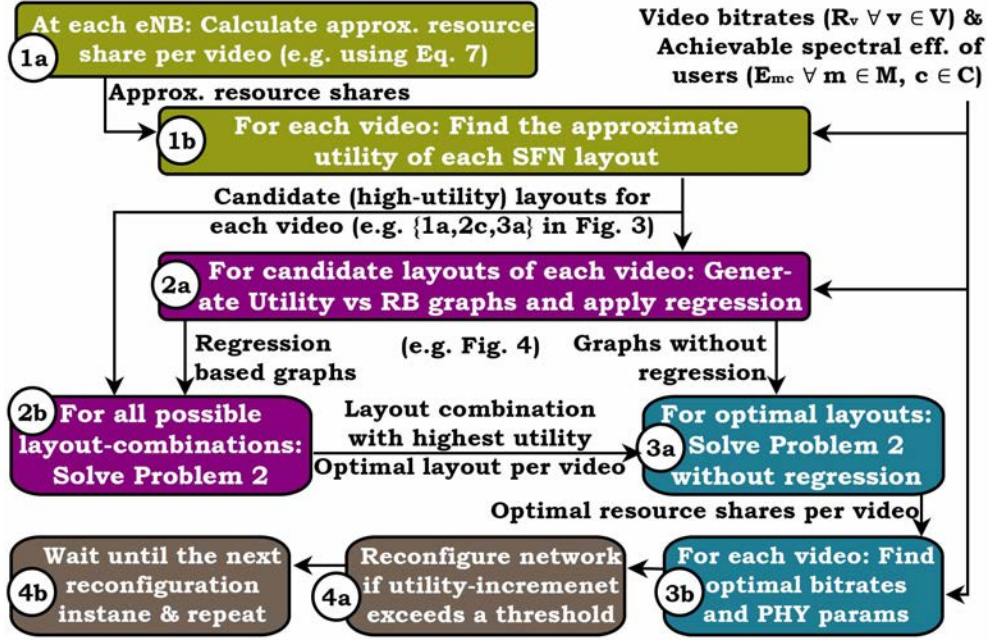 At each eNB: Calculate approx. resource
share per video (e.g. using Eq. 7)
1a
Video bitrates (Rv ∀ v ∈ V) &
Achievable spectral eff. of
users (Emc ∀ m ∈ M, c ∈ C)
Approx. resource shares
1b
For each video: Find the approximate
utility of each SFN layout
Candidate (high-utility) layouts for
each video (e.g. {1a,2c,3a} in Fig. 3)
2a
For candidate layouts of each video: Gener-
ate Utility vs RB graphs and apply regression
Regression
based graphs
(e.g. Fig. 4)
Graphs without
regression
2b
For all possible
layout-combinations:
Solve Problem 2
Layout combination
with highest utility
Optimal layout per video
3a
For optimal layouts:
Solve Problem 2
without regression
Optimal resource shares per video
Wait until the next
reconfiguration
instane & repeat
4b
Reconfigure network
if utility-incremenet
exceeds a threshold
4a
For each video: Find
optimal bitrates
and PHY params
3b